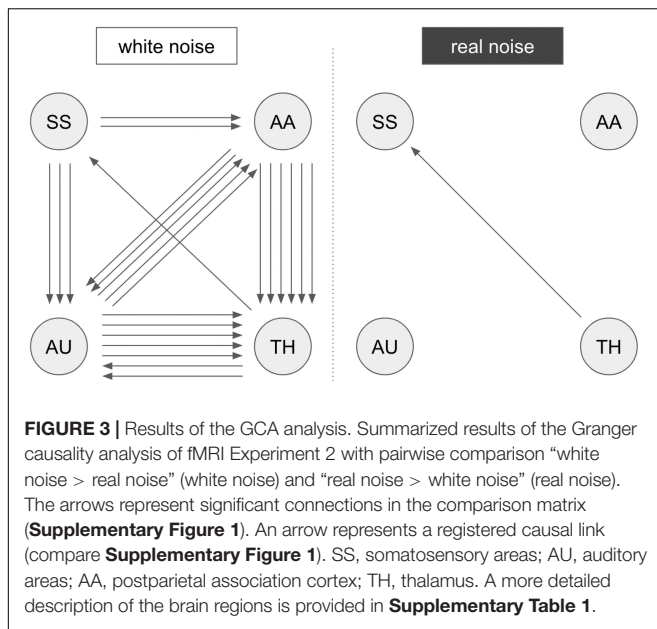 white noise
real noise
SS
AA
SS
AA
AU
TH
AU
TH
FIGURE 3 | Results of the GCA analysis. Summarized results of the Granger
causality analysis of fMRI Experiment 2 with pairwise comparison “white
noise > real noise” (white noise) and “real noise > white noise” (real noise).
The arrows represent significant connections in the comparison matrix
(Supplementary Figure 1). An arrow represents a registered causal link
(compare Supplementary Figure 1). SS, somatosensory areas; AU, auditory
areas; AA, postparietal association cortex; TH, thalamus. A more detailed
description of the brain regions is provided in Supplementary Table 1.